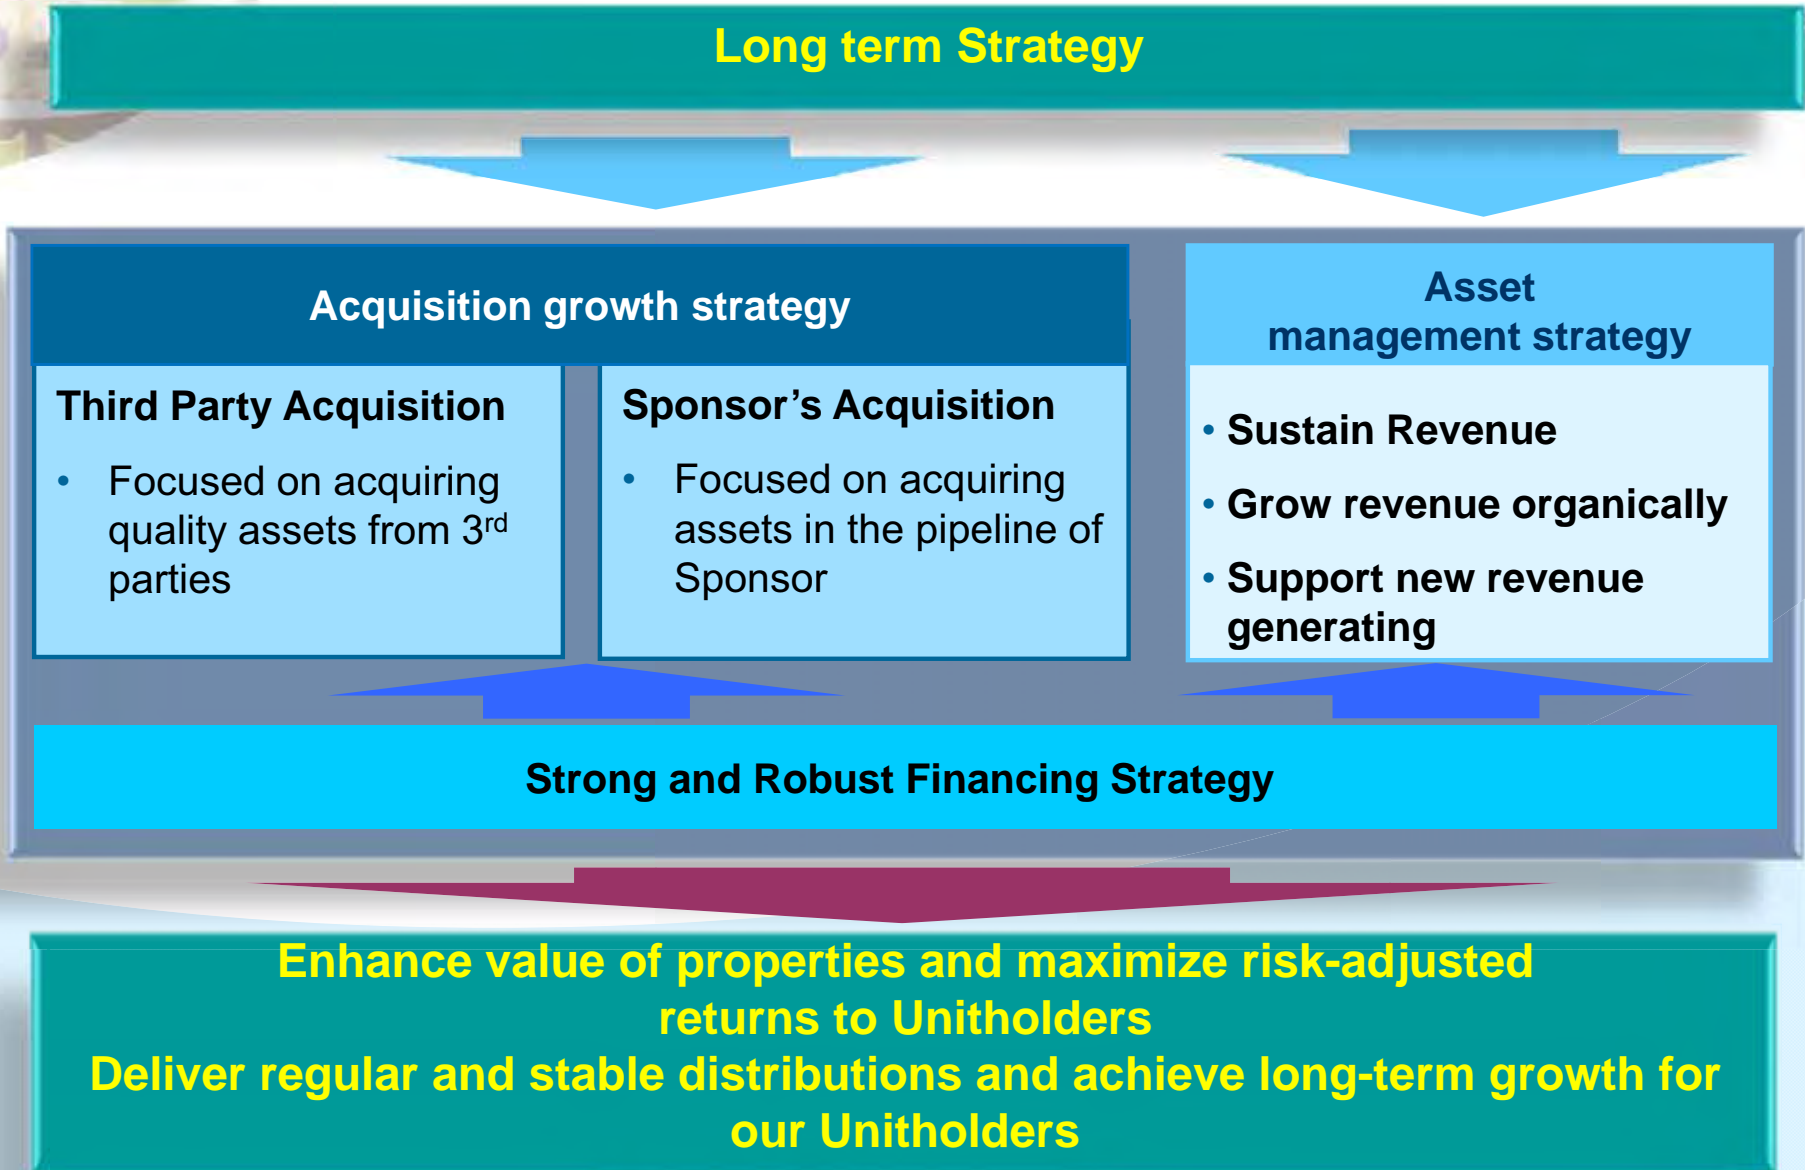 Long term Strategy
Acquisition growth strategy
Third Party Acquisition
• Focused on acquiring
quality assets from 3rd
parties
Sponsor’s Acquisition
• Focused on acquiring
assets in the pipeline of
Sponsor
Asset
management strategy
• Sustain Revenue
• Grow revenue organically
• Support new revenue
generating
Strong and Robust Financing Strategy
Enhance value of properties and maximize risk-adjusted
returns to Unitholders
Deliver regular and stable distributions and achieve long-term growth for
our Unitholders